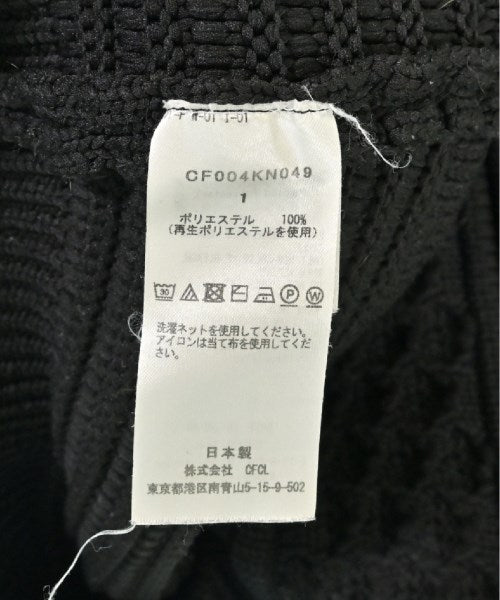 W-01 I-01
CF004KN049
1
ポリエステル 100%
(再生ポリエステルを使用)
30 P W
洗濯ネットを使用してください。
アイロンは当て布を使用してください。
日本製
株式会社 CFCL
東京都港区南青山5-15-9-502